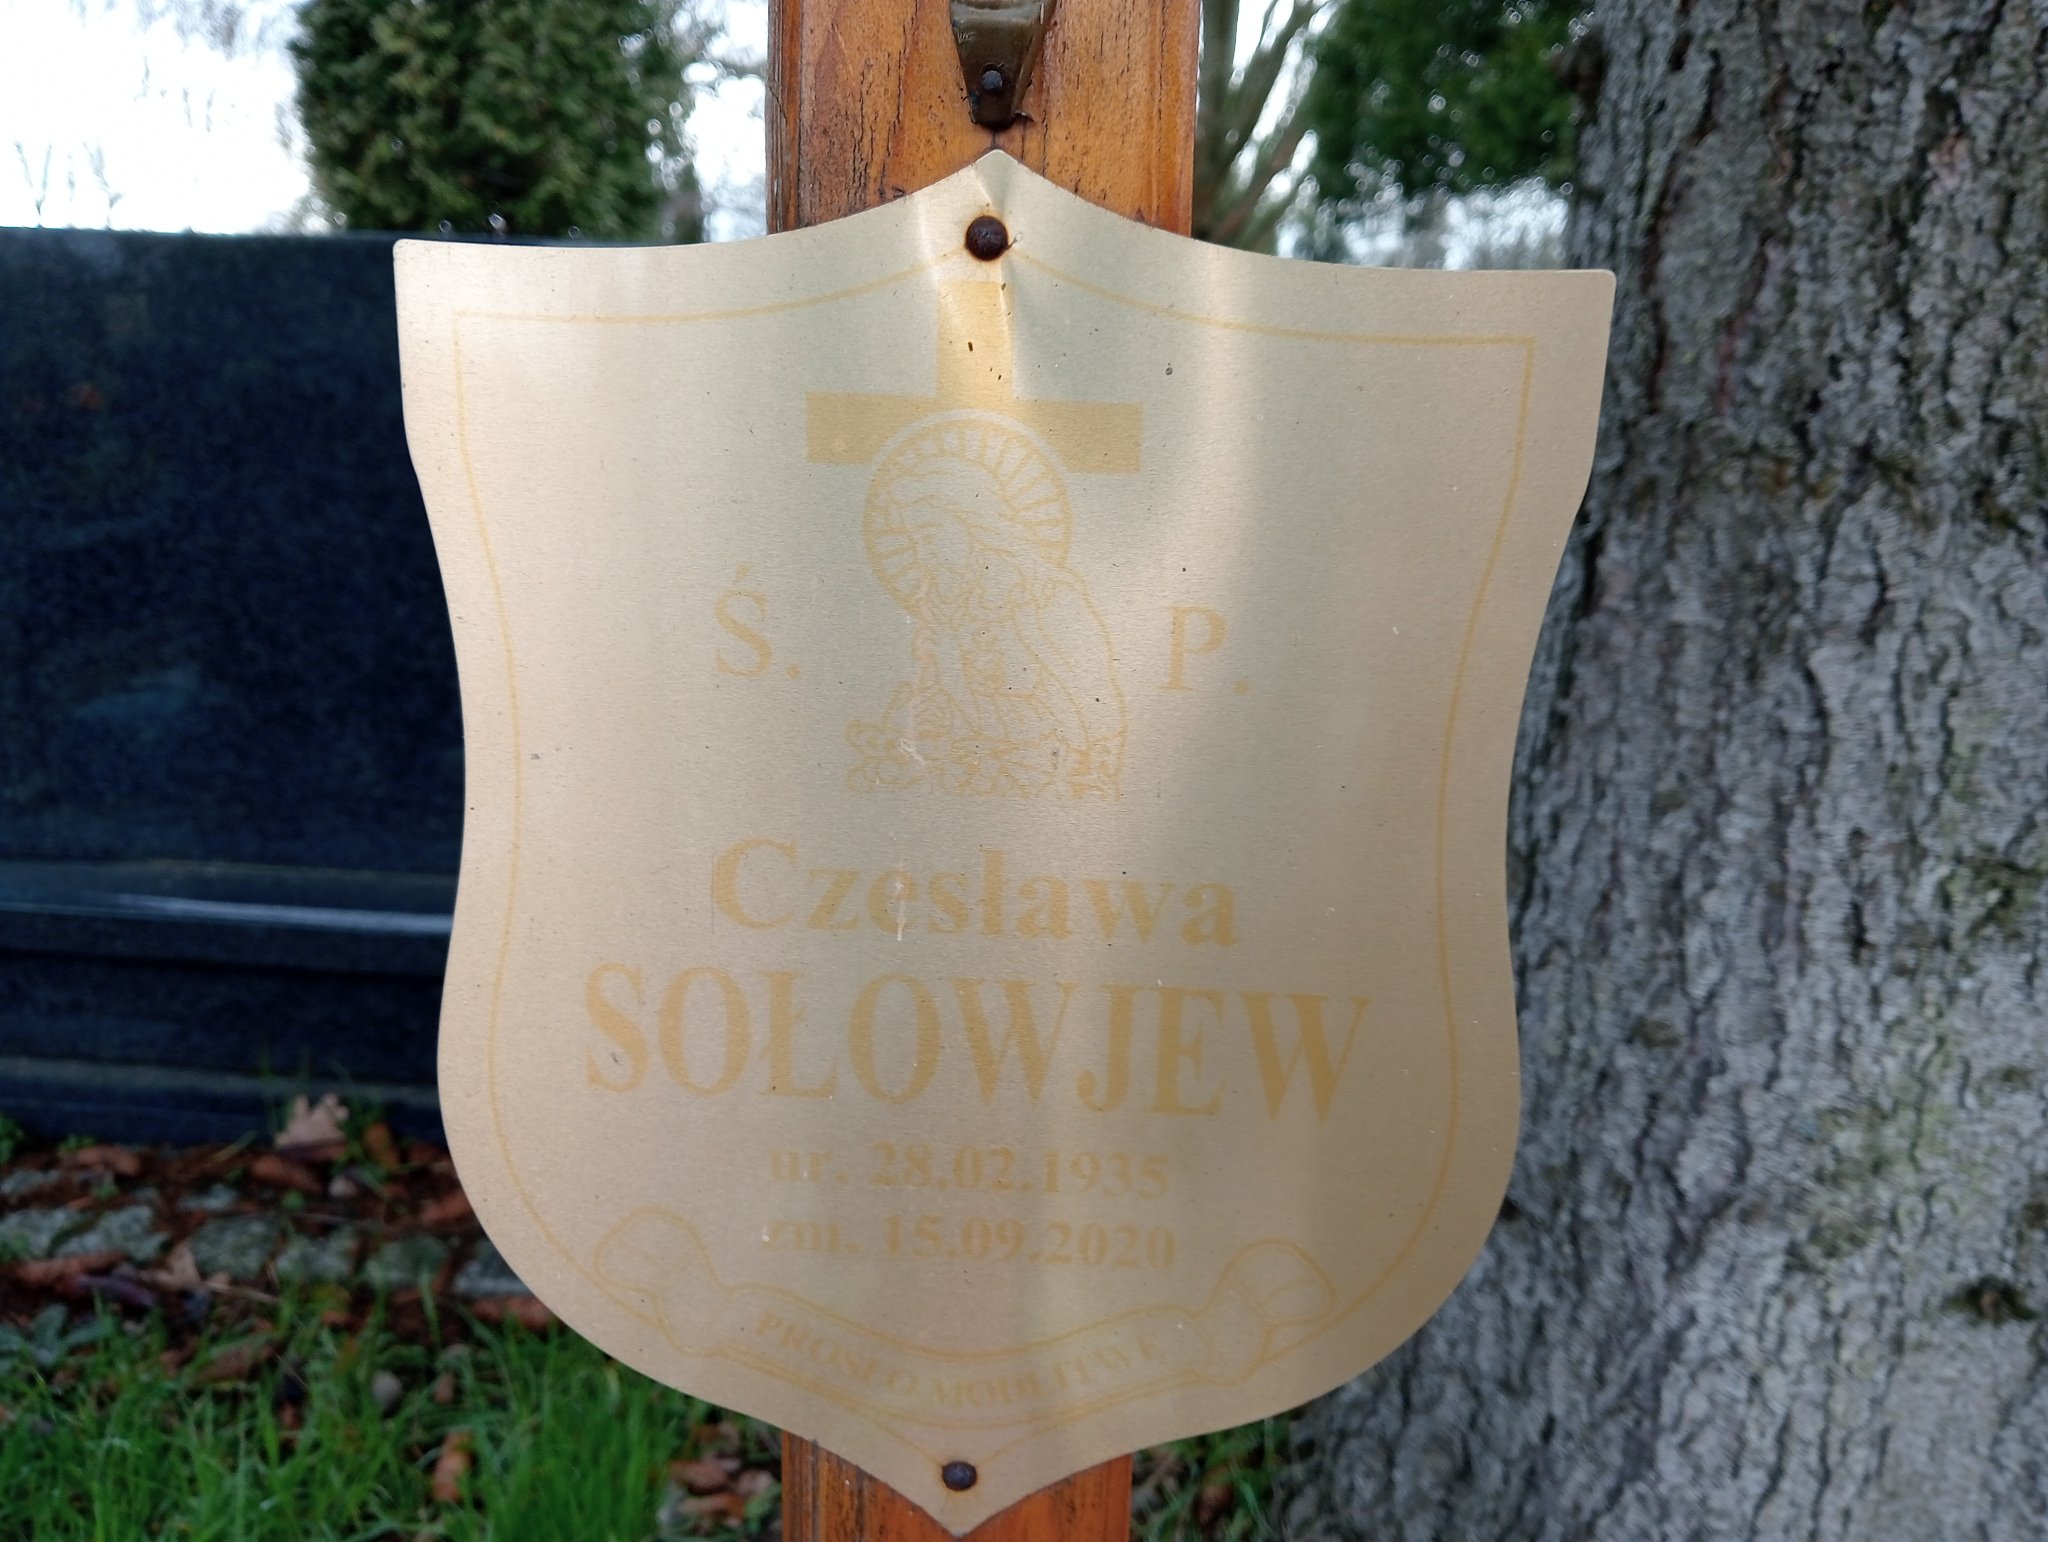 Ś. P.
Czesława
SOŁOWJEW
ur. 28.02.1935
zm. 15.09.2020
PROSI O MODLITWĘ